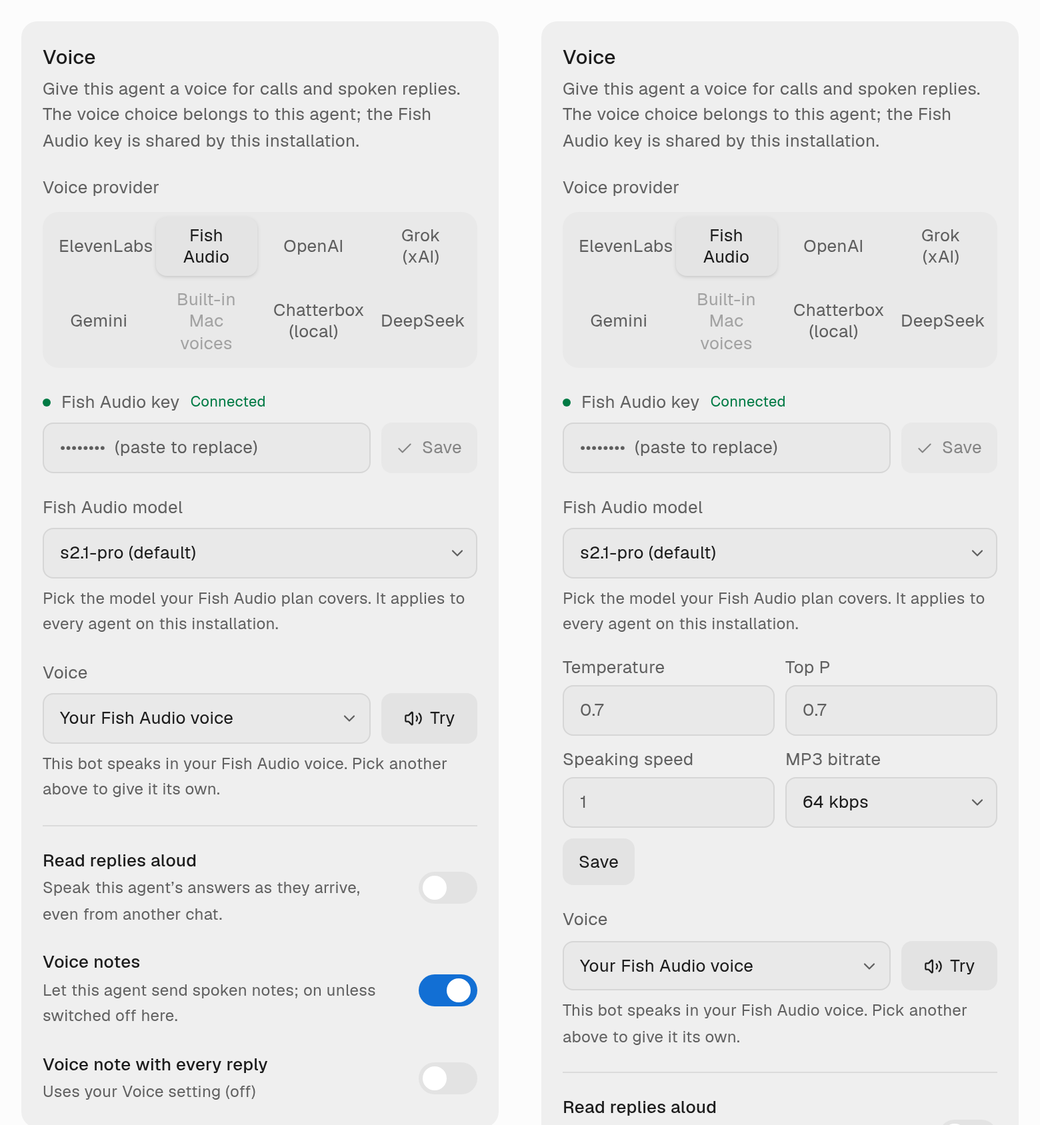 Voice
Give this agent a voice for calls and spoken replies.
The voice choice belongs to this agent; the Fish
Audio key is shared by this installation.
Voice provider
ElevenLabs
Fish
Audio
OpenAI
Grok
(xAI)
Gemini
Built-in
Mac
voices
Chatterbox
(local)
DeepSeek
Fish Audio key Connected
•••••••• (paste to replace)
Save
Fish Audio model
s2.1-pro (default)
Pick the model your Fish Audio plan covers. It applies to
every agent on this installation.
Voice
Your Fish Audio voice
Try
This bot speaks in your Fish Audio voice. Pick another
above to give it its own.
Read replies aloud
Speak this agent’s answers as they arrive,
even from another chat.
Voice notes
Let this agent send spoken notes; on unless
switched off here.
Voice note with every reply
Uses your Voice setting (off)
Voice
Give this agent a voice for calls and spoken replies.
The voice choice belongs to this agent; the Fish
Audio key is shared by this installation.
Voice provider
ElevenLabs
Fish
Audio
OpenAI
Grok
(xAI)
Gemini
Built-in
Mac
voices
Chatterbox
(local)
DeepSeek
Fish Audio key Connected
•••••••• (paste to replace)
Save
Fish Audio model
s2.1-pro (default)
Pick the model your Fish Audio plan covers. It applies to
every agent on this installation.
Temperature
Top P
0.7
0.7
Speaking speed
MP3 bitrate
1
64 kbps
Save
Voice
Your Fish Audio voice
Try
This bot speaks in your Fish Audio voice. Pick another
above to give it its own.
Read replies aloud